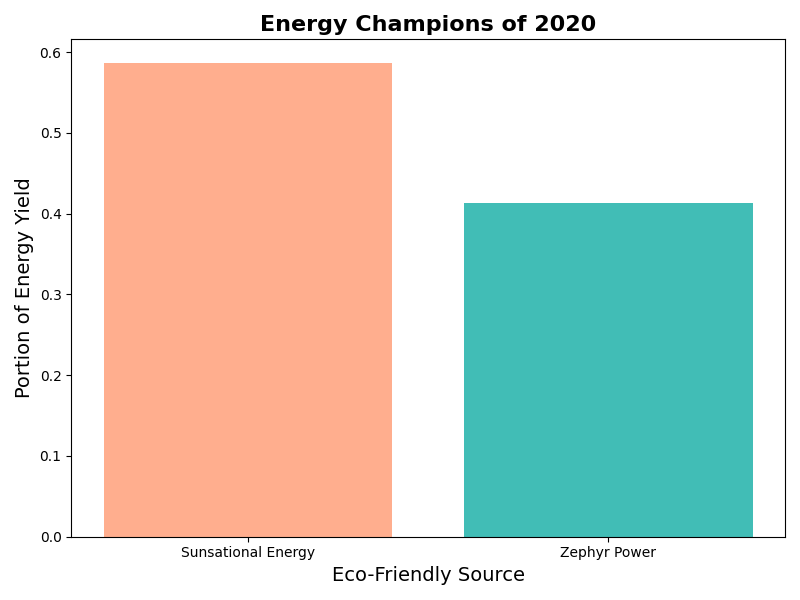 Energy Champions of 2020
Portion of Energy Yield
0.6
0.5
0.4
0.3
0.2
0.1
0.0
Sunsational Energy
Zephyr Power
Eco-Friendly Source